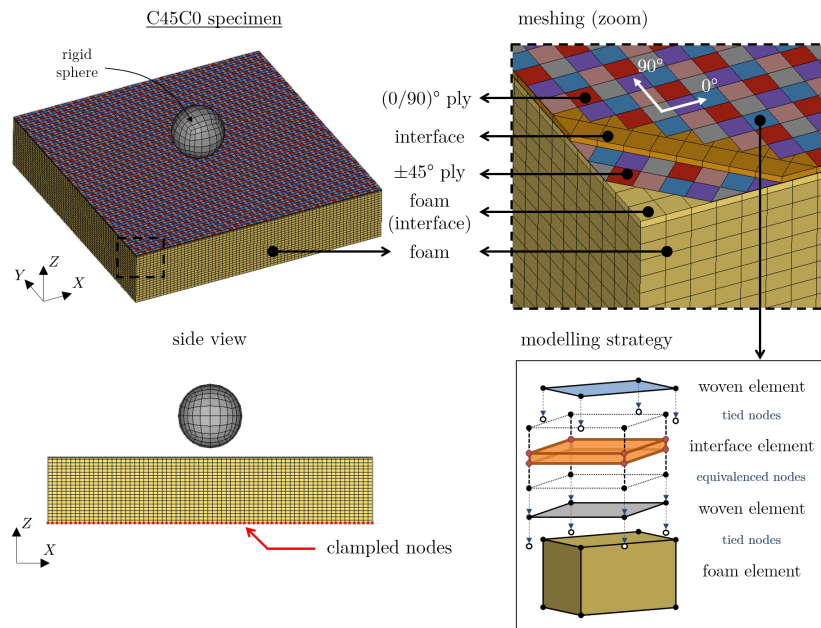 C45C0 specimen
rigid
sphere
Z
Y
X
meshing (zoom)
90°
0°
(0/90)° ply
interface
±45° ply
foam
(interface)
foam
side view
Z
X
clampled nodes
modelling strategy
woven element
tied nodes
interface element
equivalenced nodes
woven element
tied nodes
foam element